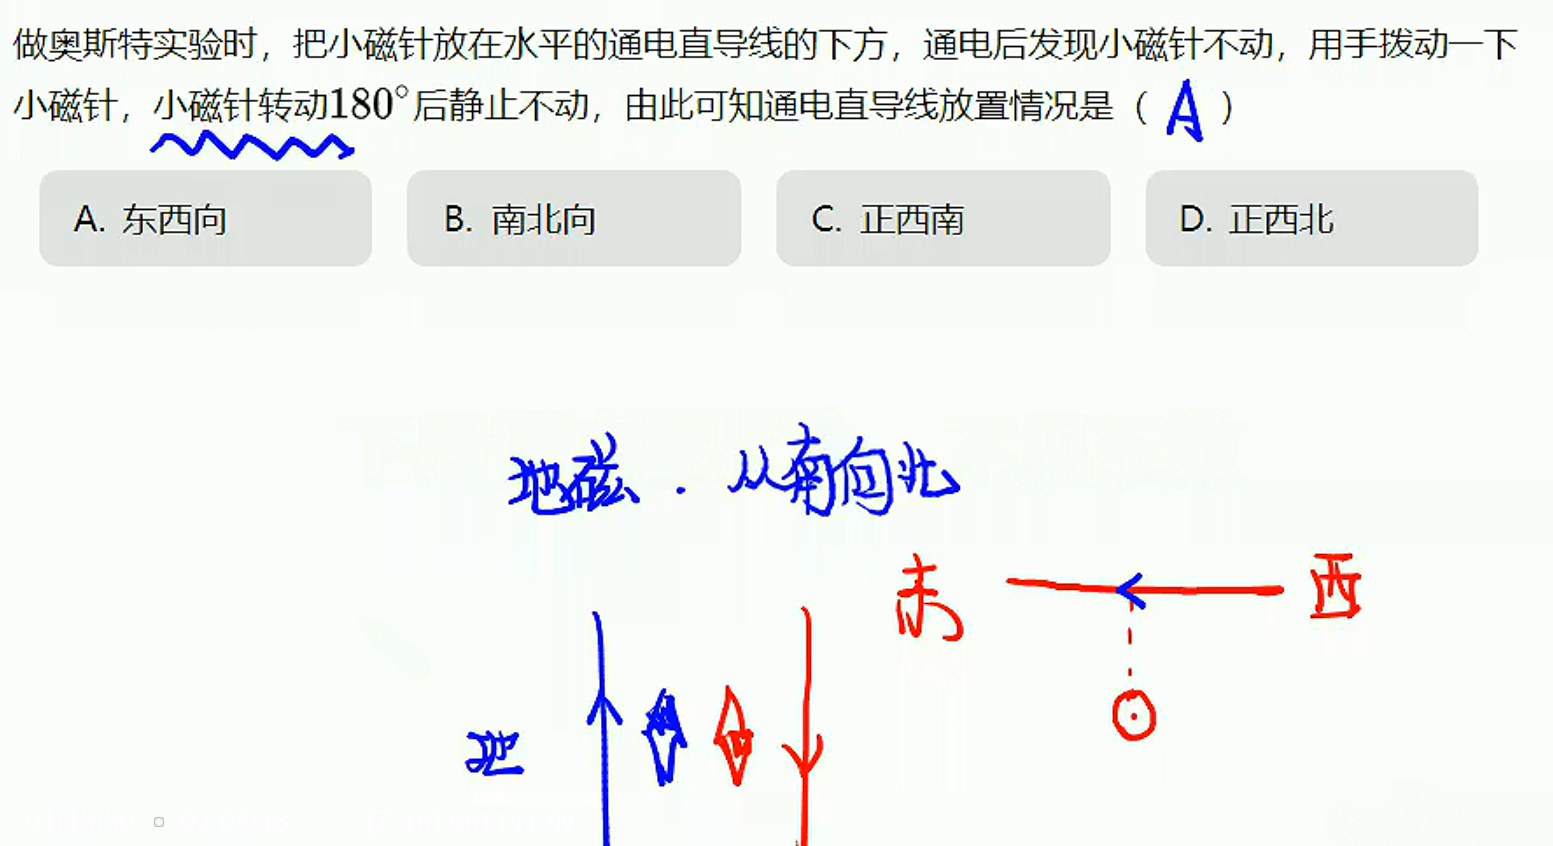 做奥斯特实验时，把小磁针放在水平的通电直导线的下方，通电后发现小磁针不动，用手拨动一下
小磁针，小磁针转动180°后静止不动，由此可知通电直导线放置情况是（ A ）
A. 东西向
B. 南北向
C. 正西南
D. 正西北
地磁．从南向北
东
西
地